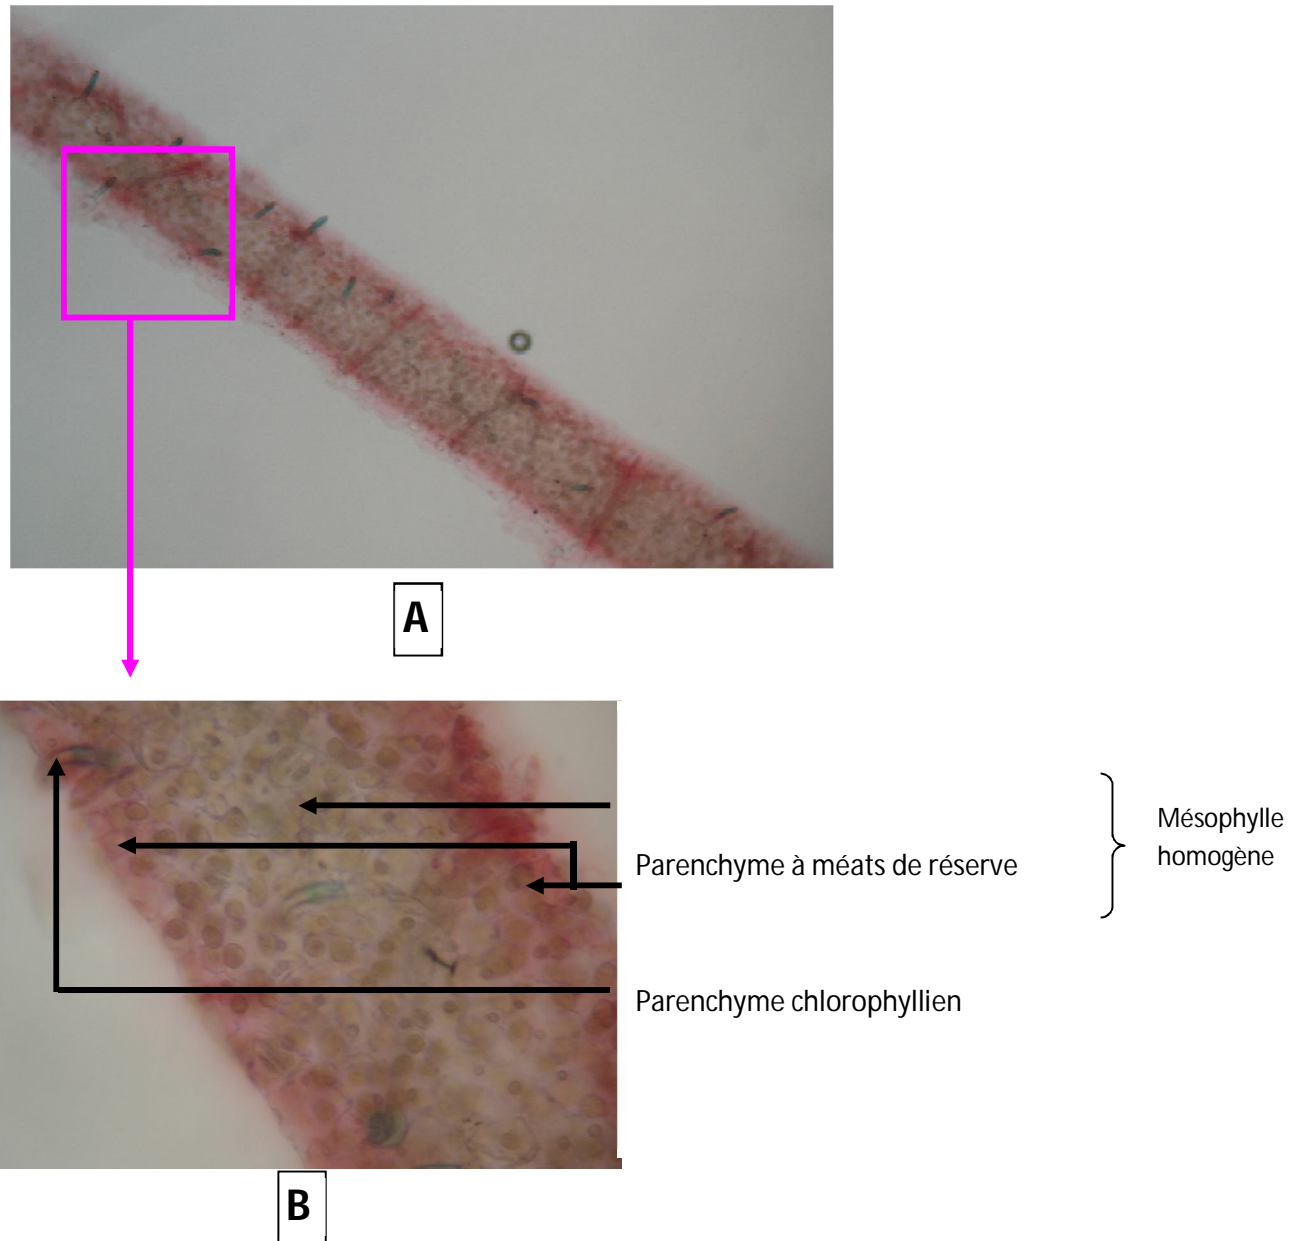 A
Parenchyme à méats de réserve
Mésophylle
homogène
Parenchyme chlorophyllien
B